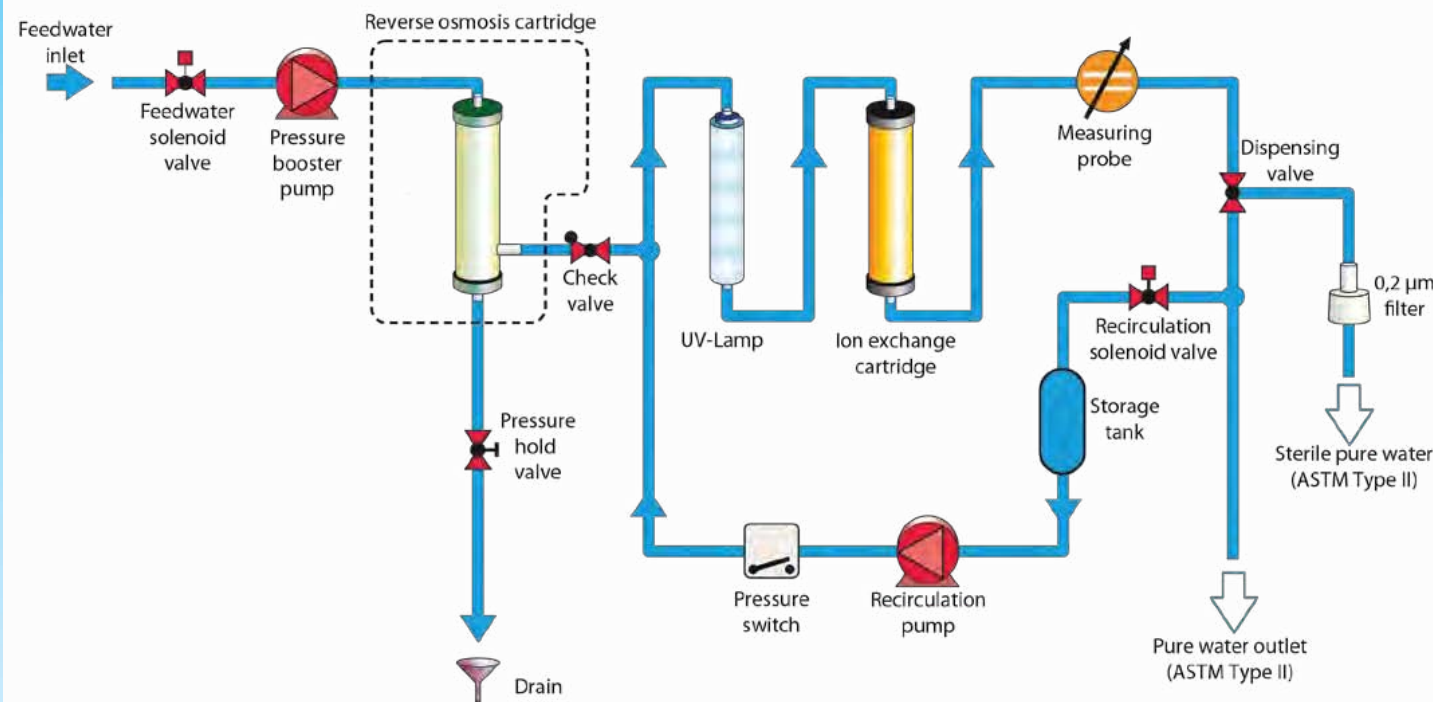 Reverse osmosis cartridge
Feedwater
inlet
Feedwater
solenoid
valve
Pressure
booster
pump
Check
valve
UV-Lamp
Ion exchange
cartridge
Measuring
probe
Dispensing
valve
0,2 µm
filter
Recirculation
solenoid valve
Storage
tank
Sterile pure water
(ASTM Type II)
Pressure
hold
valve
Pressure
switch
Recirculation
pump
Pure water outlet
(ASTM Type II)
Drain